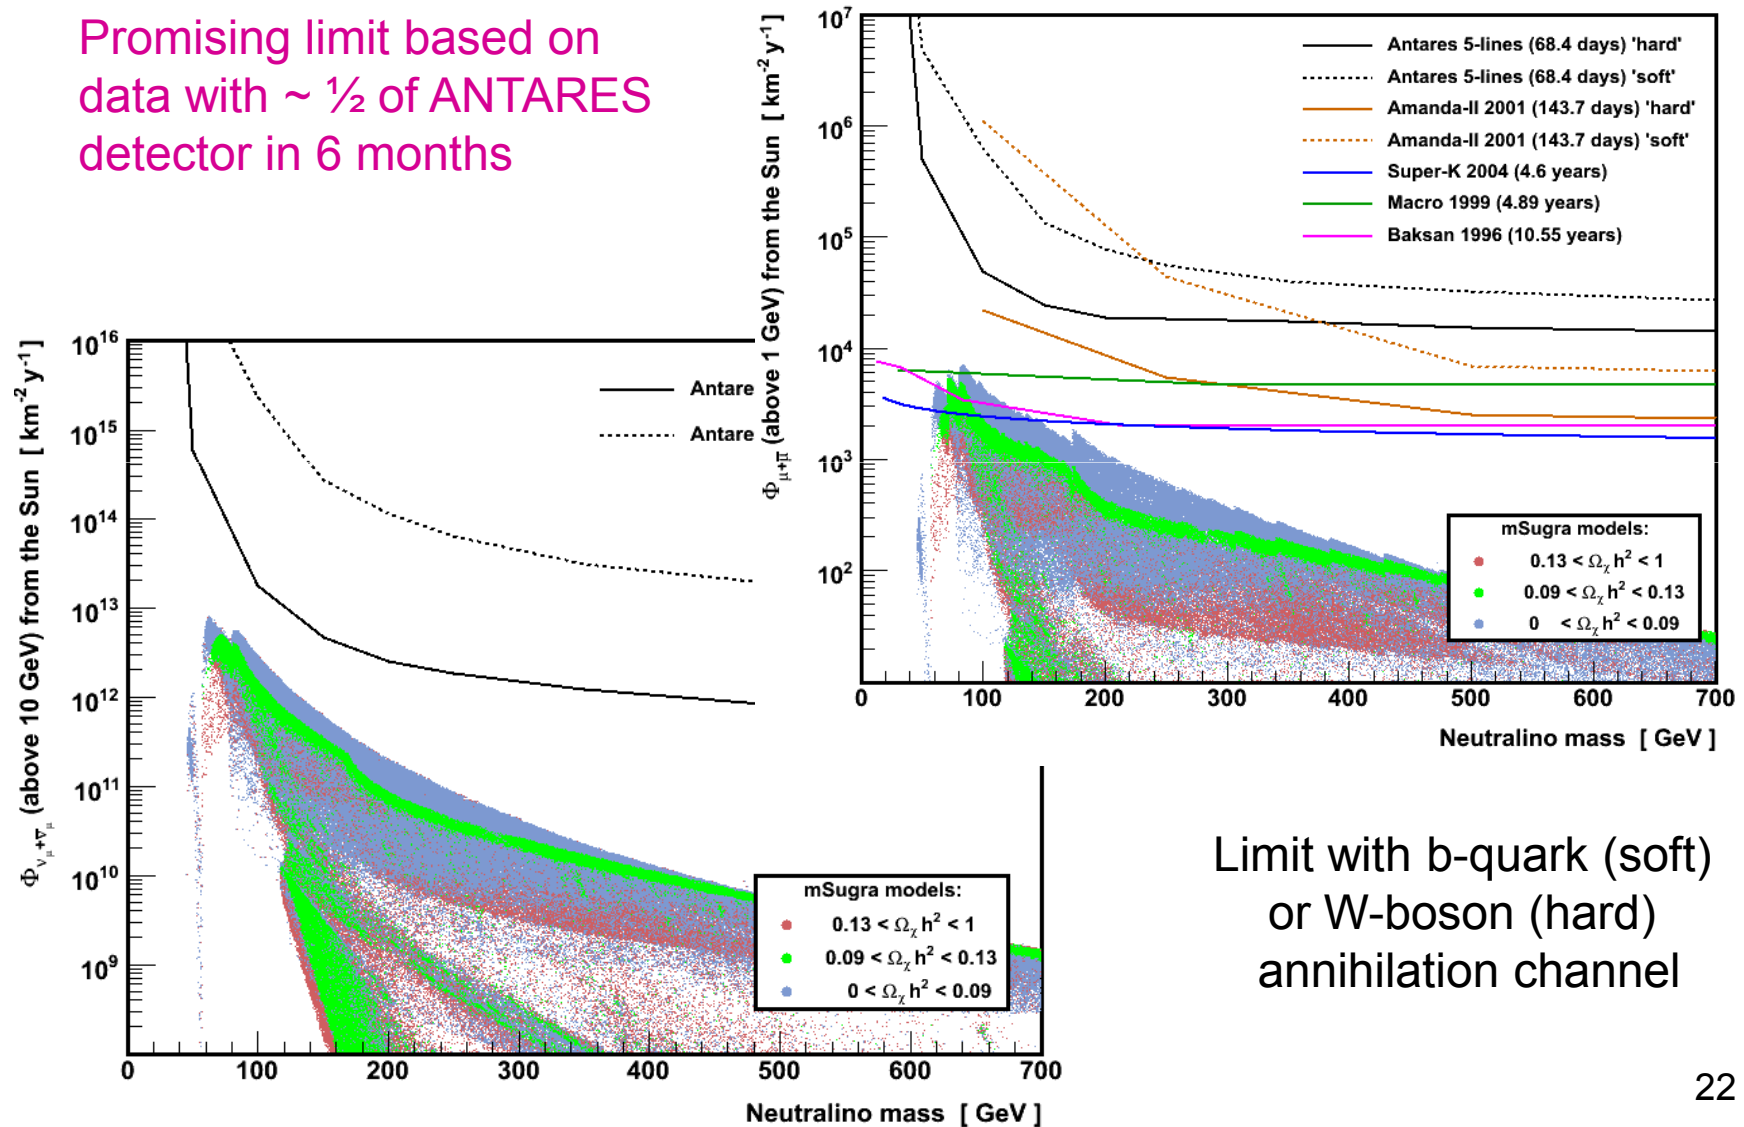 Promising limit based on
data with ~ ½ of ANTARES
detector in 6 months
Φμ+μ̅ (above 1 GeV) from the Sun [ km⁻² y⁻¹ ]
10⁷
10⁶
10⁵
10⁴
10³
10²
Antares 5-lines (68.4 days) 'hard'
Antares 5-lines (68.4 days) 'soft'
Amanda-II 2001 (143.7 days) 'hard'
Amanda-II 2001 (143.7 days) 'soft'
Super-K 2004 (4.6 years)
Macro 1999 (4.89 years)
Baksan 1996 (10.55 years)
mSugra models:
0.13 < Ωχ h² < 1
0.09 < Ωχ h² < 0.13
0 < Ωχ h² < 0.09
0 100 200 300 400 500 600 700
Neutralino mass [ GeV ]
Φνμ+ν̅μ (above 10 GeV) from the Sun [ km⁻² y⁻¹ ]
10¹⁶
10¹⁵
10¹⁴
10¹³
10¹²
10¹¹
10¹⁰
10⁹
Antare
Antare
mSugra models:
0.13 < Ωχ h² < 1
0.09 < Ωχ h² < 0.13
0 < Ωχ h² < 0.09
0 100 200 300 400 500 600 700
Neutralino mass [ GeV ]
Limit with b-quark (soft)
or W-boson (hard)
annihilation channel
22